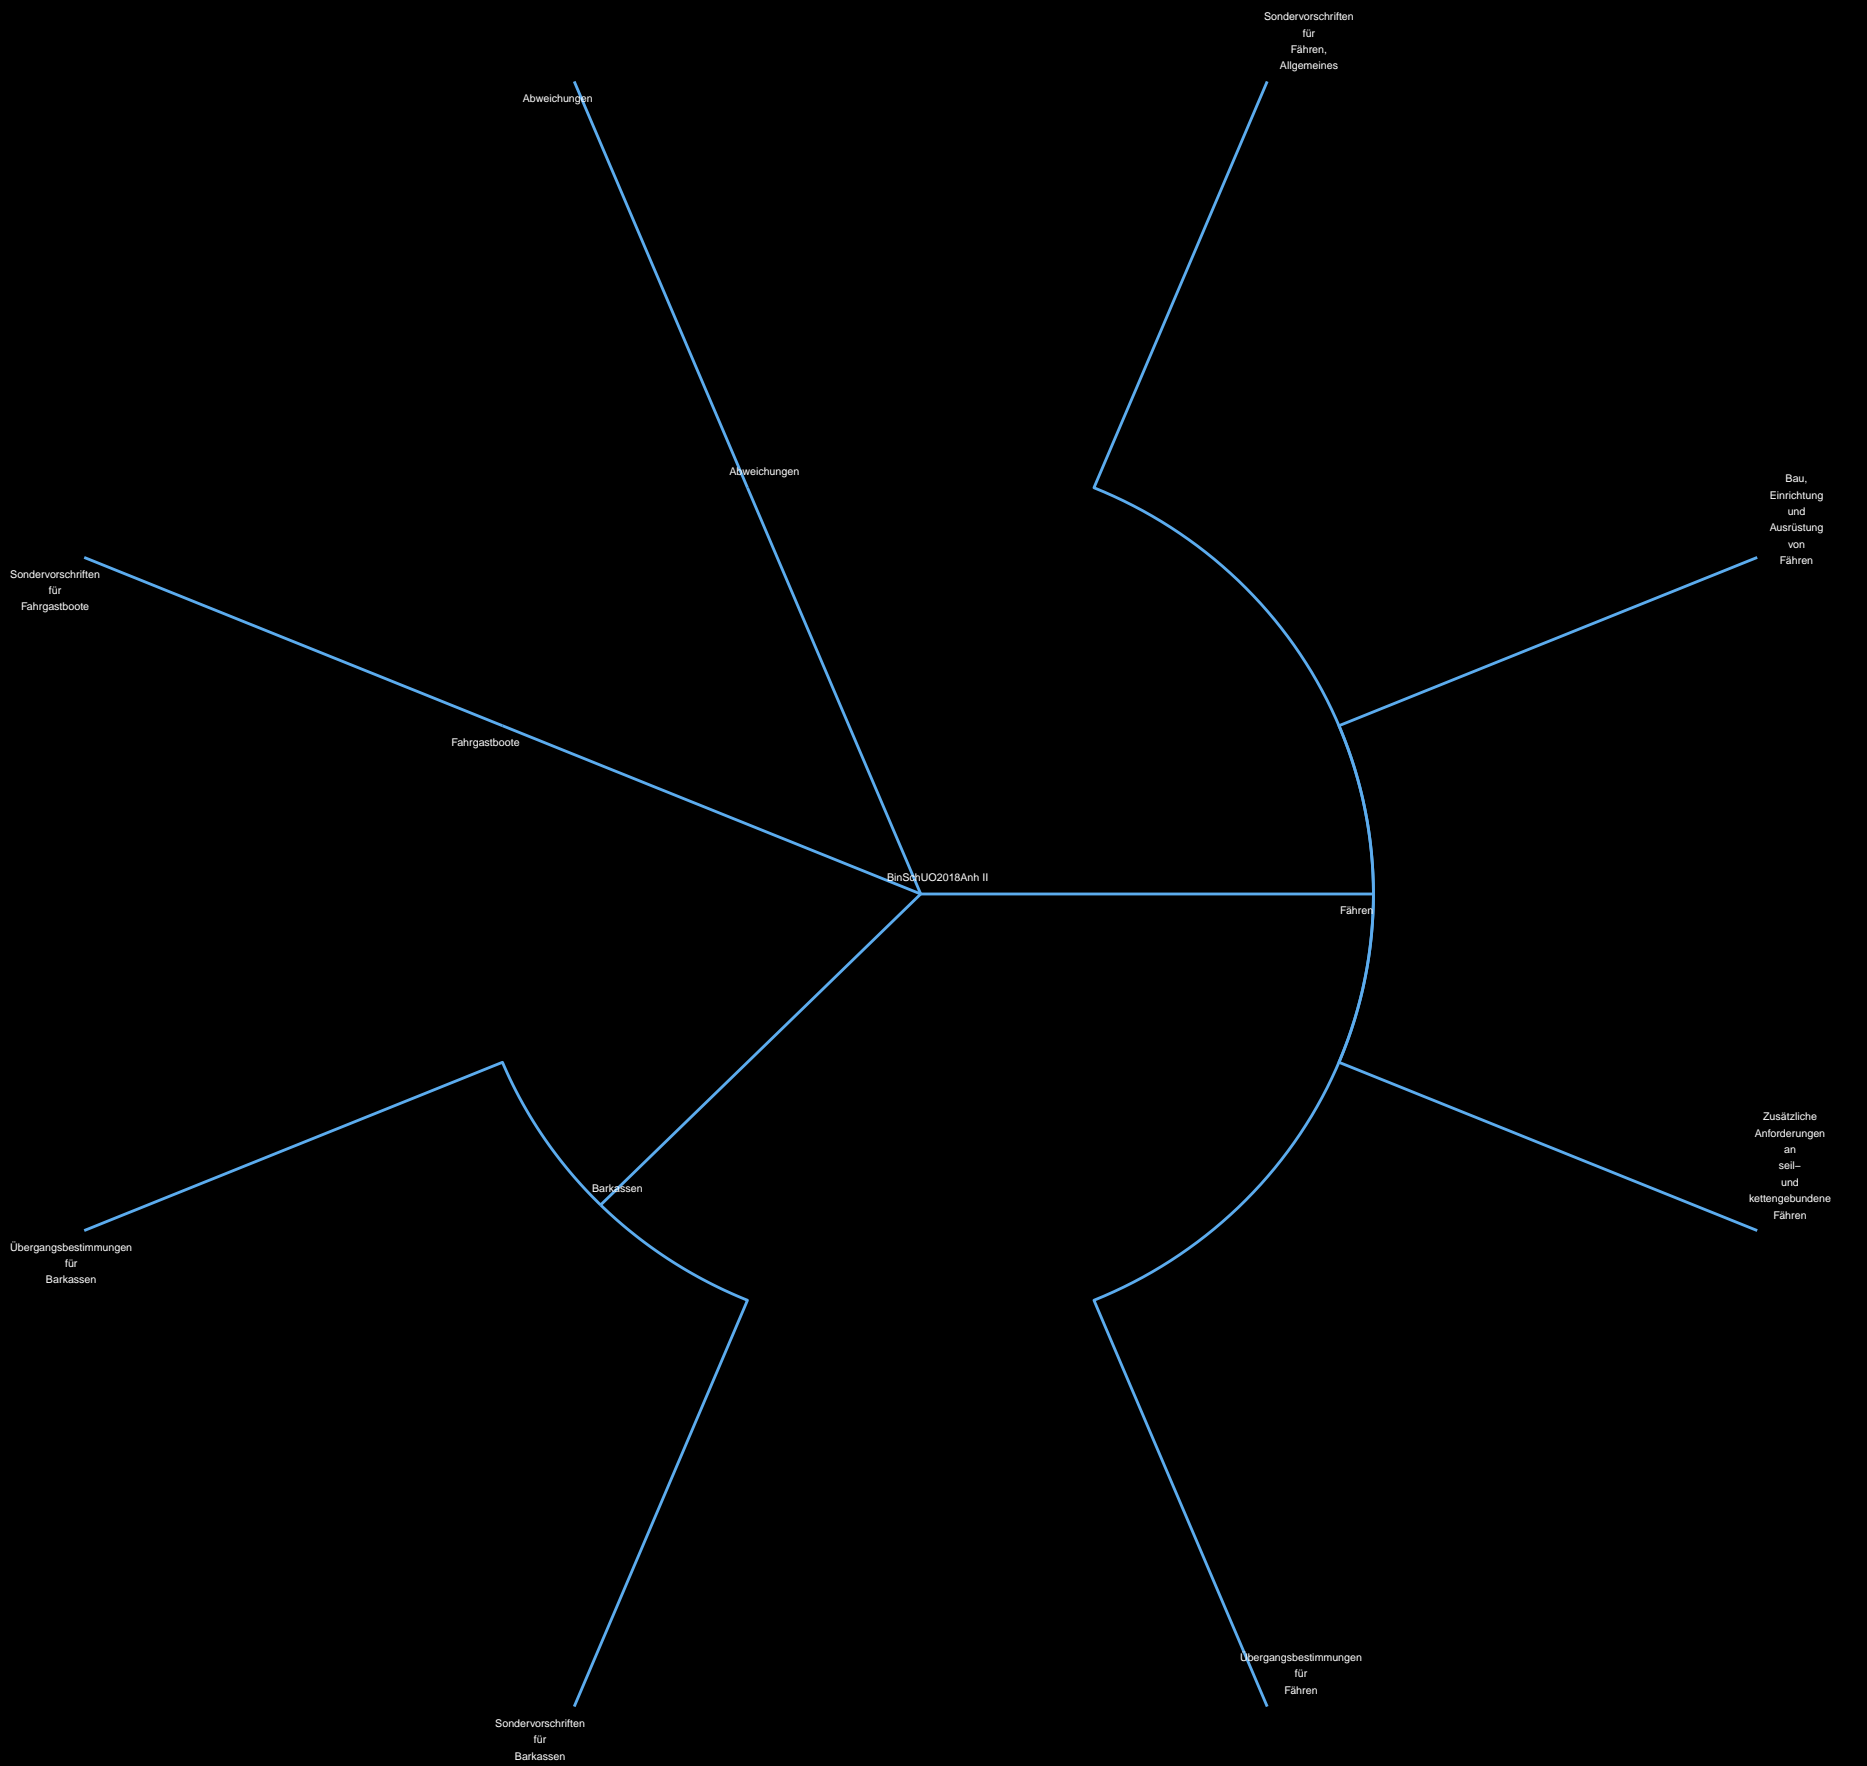 Sondervorschriften
für
Fähren,
Allgemeines
Abweichungen
Abweichungen
Bau,
Einrichtung
und
Ausrüstung
von
Fähren
Sondervorschriften
für
Fahrgastboote
Fahrgastboote
BinSchUO2018Anh II
Fähren
Zusätzliche
Anforderungen
an
seil–
und
kettengebundene
Fähren
Barkassen
Übergangsbestimmungen
für
Barkassen
Übergangsbestimmungen
für
Fähren
Sondervorschriften
für
Barkassen